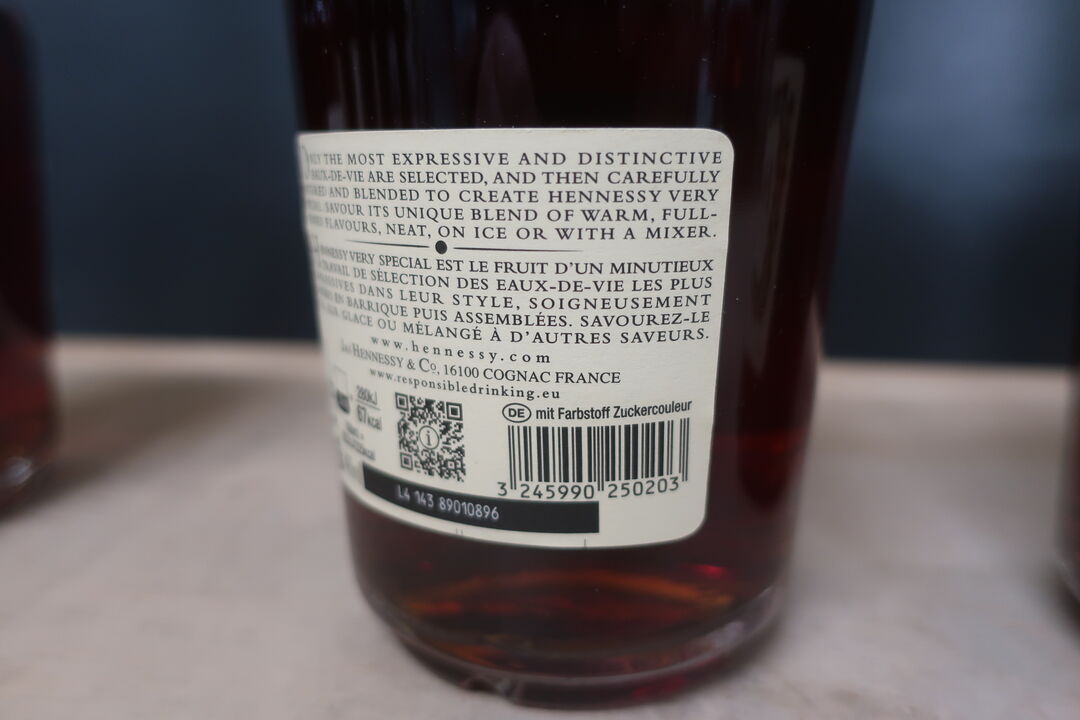 THE MOST EXPRESSIVE AND DISTINCTIVE
EAUX-DE-VIE ARE SELECTED, AND THEN CAREFULLY
AND BLENDED TO CREATE HENNESSY VERY
SAVOUR ITS UNIQUE BLEND OF WARM, FULL-
FLAVOURS, NEAT, ON ICE OR WITH A MIXER.
HENNESSY VERY SPECIAL EST LE FRUIT D'UN MINUTIEUX
TRAVAIL DE SÉLECTION DES EAUX-DE-VIE LES PLUS
DANS LEUR STYLE, SOIGNEUSEMENT
EN BARRIQUE PUIS ASSEMBLÉES. SAVOUREZ-LE
GLACE OU MÉLANGÉ À D'AUTRES SAVEURS.
www.hennessy.com
Jas HENNESSY & Co, 16100 COGNAC FRANCE
www.responsibledrinking.eu
280kJ
67kcal
DE mit Farbstoff Zuckercouleur
3 245990 250203
L4 143 89010896